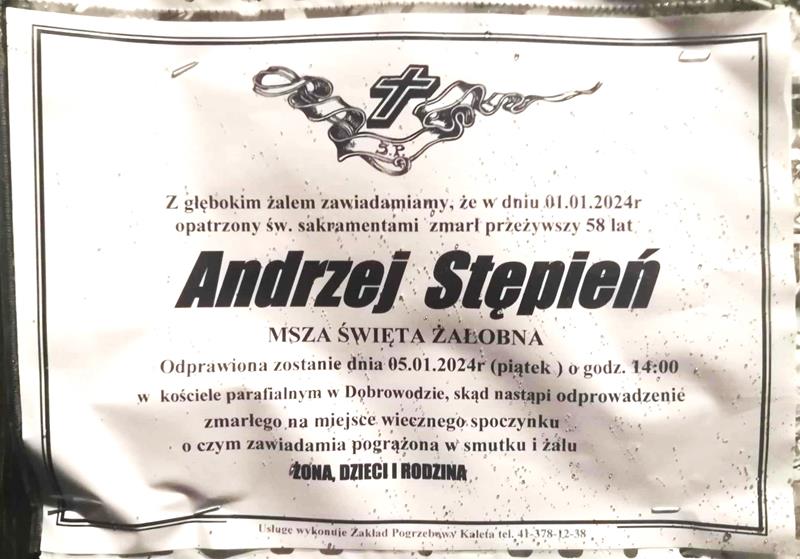 Ś.P.
Z głębokim żalem zawiadamiamy, że w dniu 01.01.2024r
opatrzony św. sakramentami zmarł przeżywszy 58 lat
Andrzej Stępień
MSZA ŚWIĘTA ŻAŁOBNA
Odprawiona zostanie dnia 05.01.2024r (piątek ) o godz. 14:00
w kościele parafialnym w Dobrowodzie, skąd nastąpi odprowadzenie
zmarłego na miejsce wiecznego spoczynku
o czym zawiadamia pogrążona w smutku i żalu
ŻONA, DZIECI I RODZINA
Usługę wykonuje Zakład Pogrzebowy Kaleta tel. 41-378-12-38